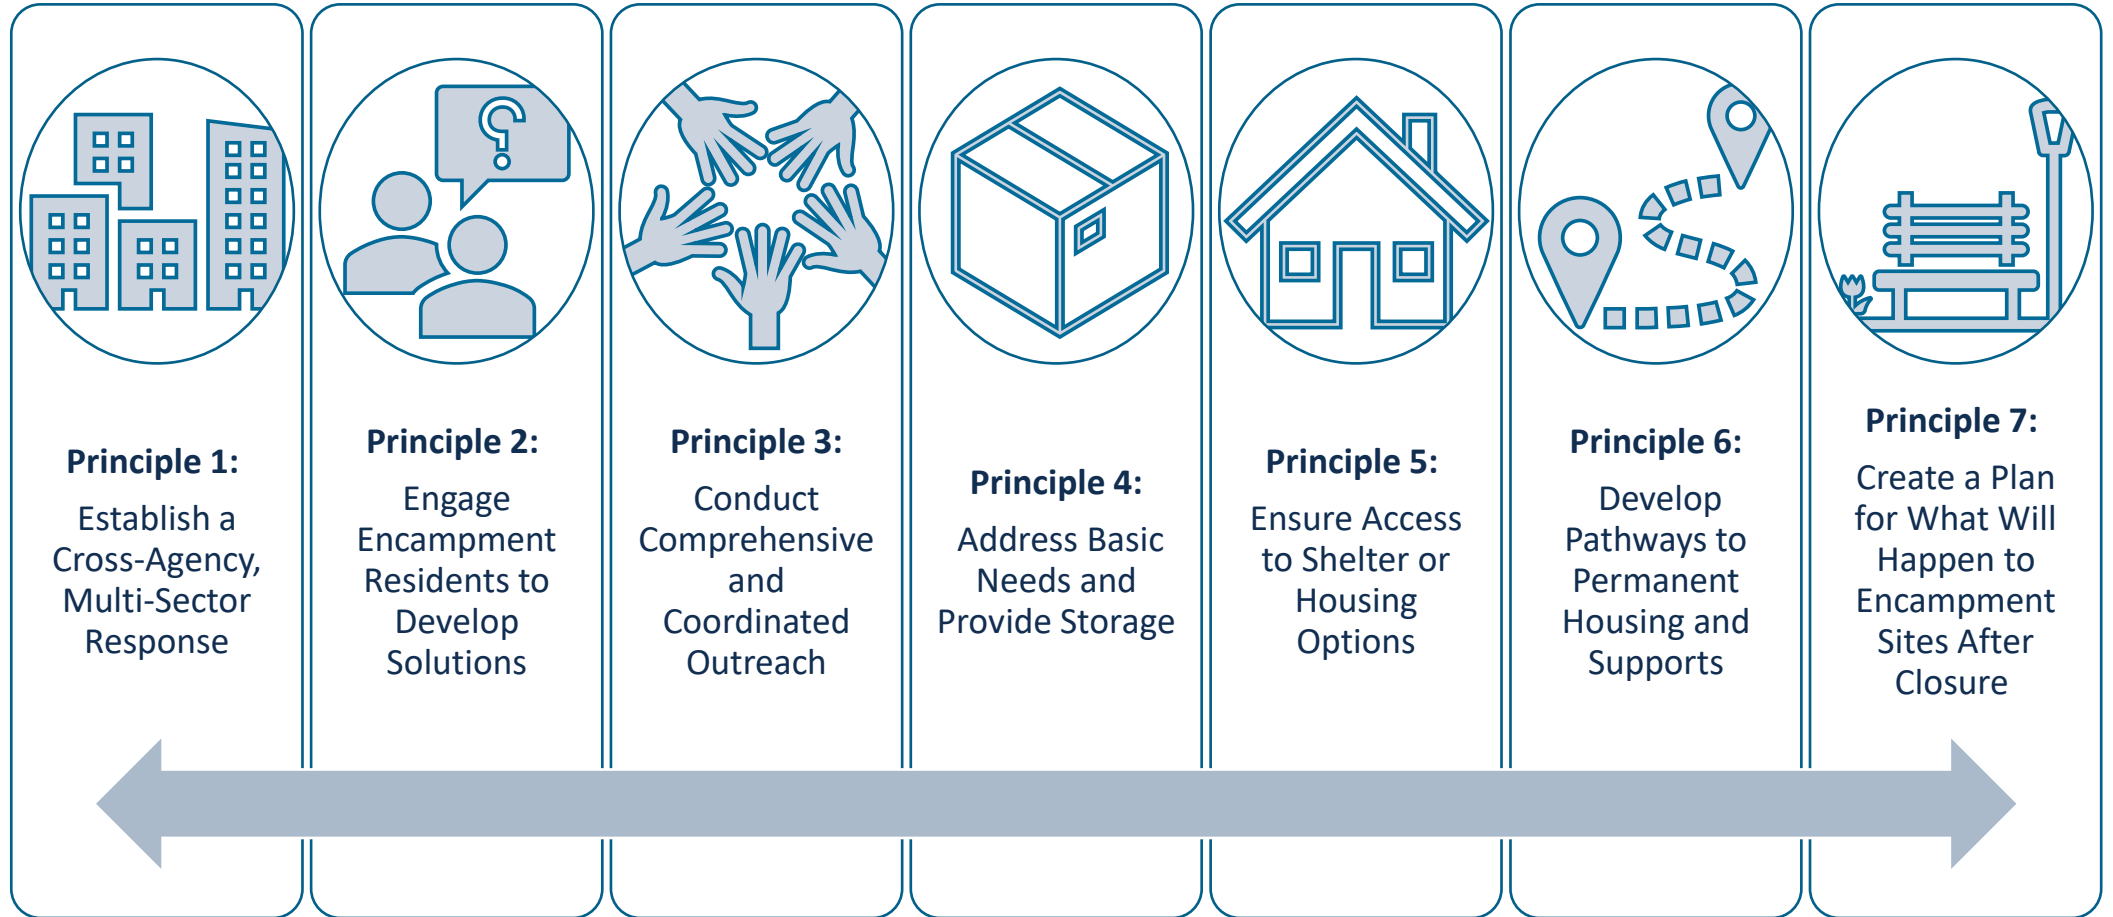 Principle 1:
Establish a
Cross-Agency,
Multi-Sector
Response
Principle 2:
Engage
Encampment
Residents to
Develop
Solutions
Principle 3:
Conduct
Comprehensive
and
Coordinated
Outreach
Principle 4:
Address Basic
Needs and
Provide Storage
Principle 5:
Ensure Access
to Shelter or
Housing
Options
Principle 6:
Develop
Pathways to
Permanent
Housing and
Supports
Principle 7:
Create a Plan
for What Will
Happen to
Encampment
Sites After
Closure